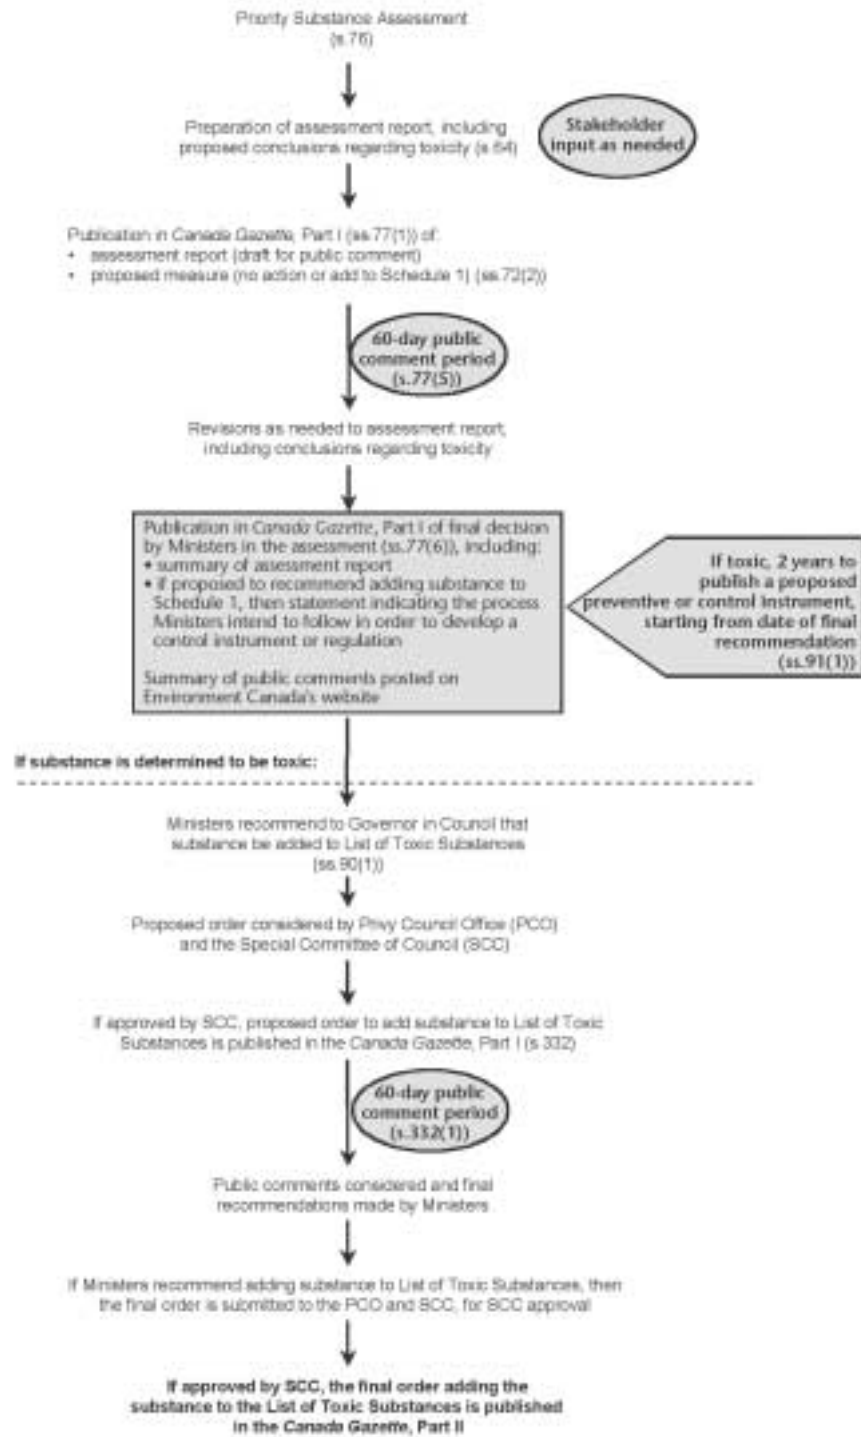 Priority Substance Assessment
(s.76)
Preparation of assessment report, including
proposed conclusions regarding toxicity (s.64)
Stakeholder
input as needed
Publication in Canada Gazette, Part I (ss.77(1)) of:
• assessment report (draft for public comment)
• proposed measure (no action or add to Schedule 1) (ss.72(2))
60-day public
comment period
(s.77(5))
Revisions as needed to assessment report,
including conclusions regarding toxicity
Publication in Canada Gazette, Part I of final decision
by Ministers in the assessment (ss.77(6)), including:
• summary of assessment report
• if proposed to recommend adding substance to
Schedule 1, then statement indicating the process
Ministers intend to follow in order to develop a
control instrument or regulation
Summary of public comments posted on
Environment Canada's website
If toxic, 2 years to
publish a proposed
preventive or control instrument,
starting from date of final
recommendation
(ss.91(1))
If substance is determined to be toxic:
Ministers recommend to Governor in Council that
substance be added to List of Toxic Substances
(ss.90(1))
Proposed order considered by Privy Council Office (PCO)
and the Special Committee of Council (SCC)
If approved by SCC, proposed order to add substance to List of Toxic
Substances is published in the Canada Gazette, Part I (s.332)
60-day public
comment period
(s.332(1))
Public comments considered and final
recommendations made by Ministers
If Ministers recommend adding substance to List of Toxic Substances, then
the final order is submitted to the PCO and SCC, for SCC approval
If approved by SCC, the final order adding the
substance to the List of Toxic Substances is published
in the Canada Gazette, Part II